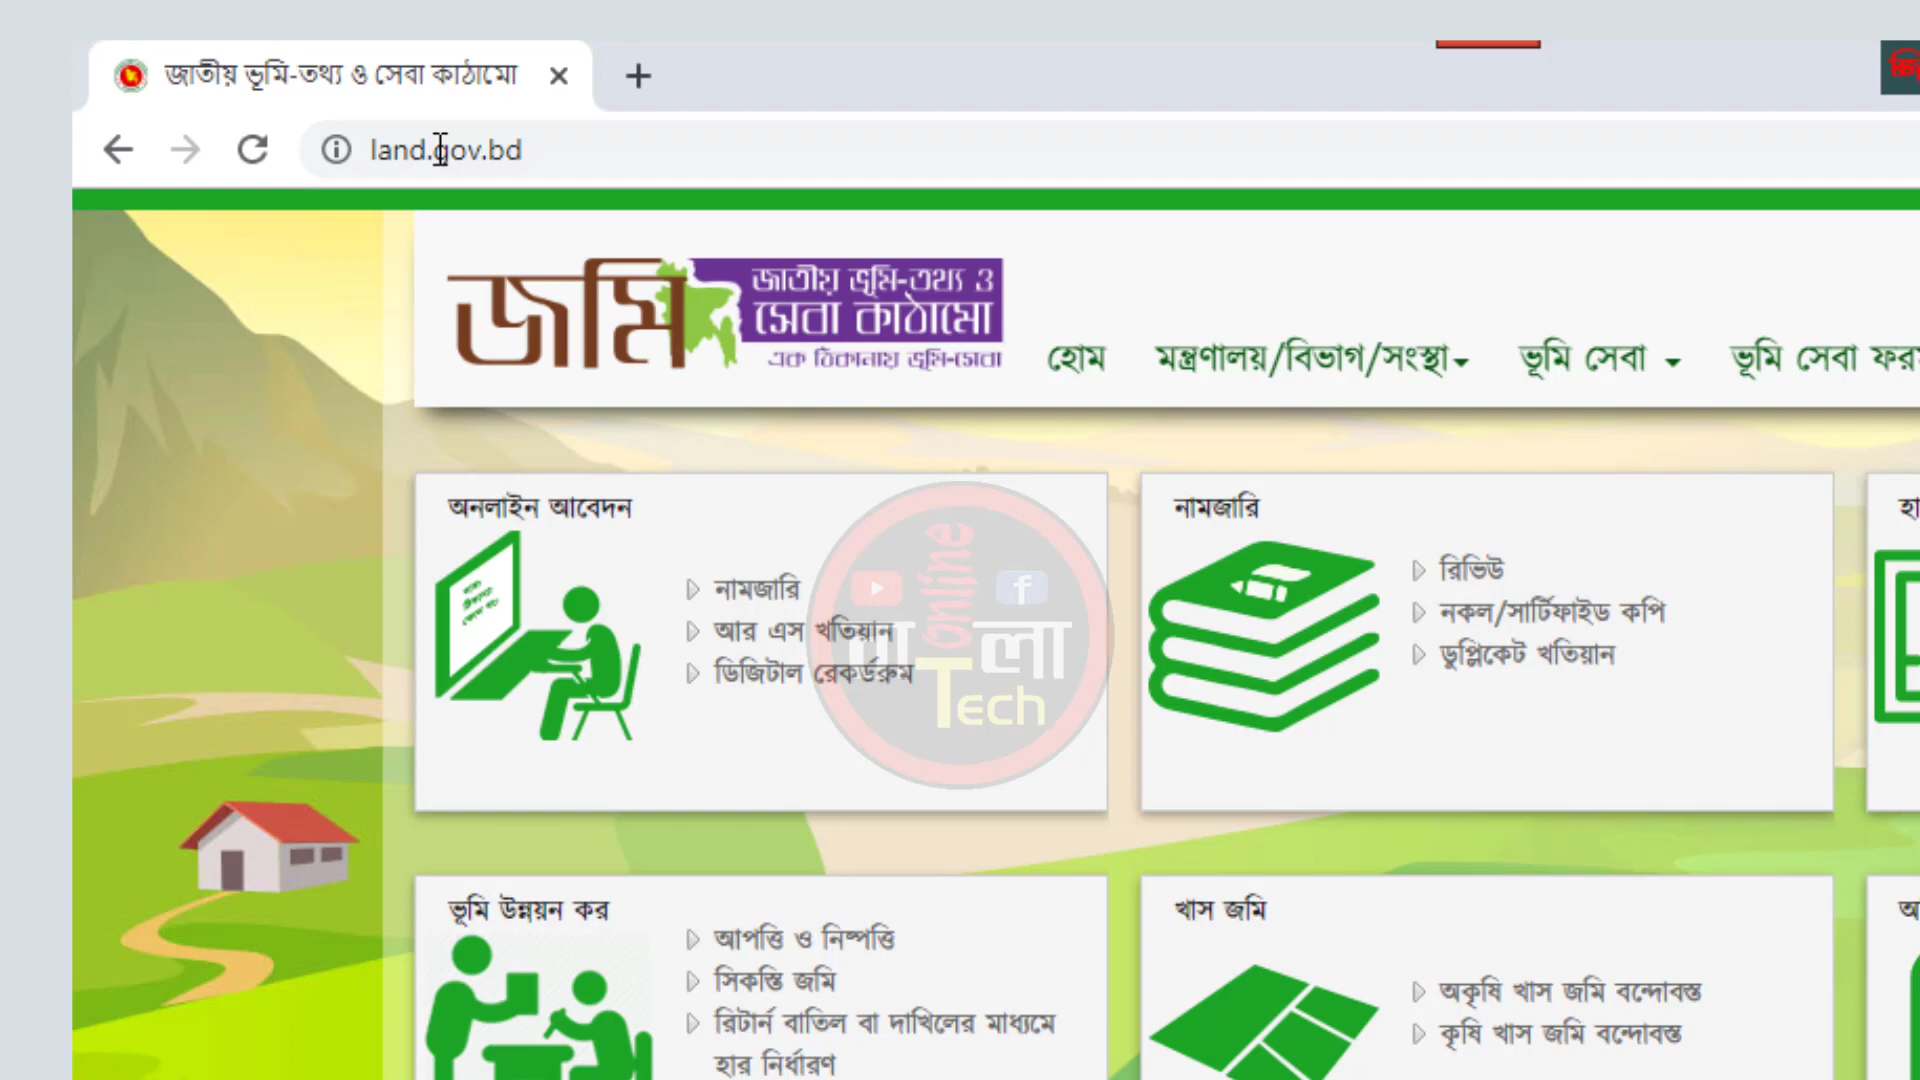 জাতীয় ভূমি-তথ্য ও সেবা কাঠামো
land.gov.bd
জমি
জাতীয় ভূমি-তথ্য ও
সেবা কাঠামো
এক ঠিকানায় ভূমি-সেবা
হোম মন্ত্রণালয়/বিভাগ/সংস্থা ভূমি সেবা ভূমি সেবা
অনলাইন আবেদন
নামজারি
আর এস খতিয়ান
ডিজিটাল রেকর্ডরুম
নামজারি
রিভিউ
নকল/সার্টিফাইড কপি
ডুপ্লিকেট খতিয়ান
Online
বাংলা
Tech
ভূমি উন্নয়ন কর
আপত্তি ও নিষ্পত্তি
সিকস্তি জমি
রিটার্ন বাতিল বা দাখিলের মাধ্যমে
হার নির্ধারণ
খাস জমি
অকৃষি খাস জমি বন্দোবস্ত
কৃষি খাস জমি বন্দোবস্ত